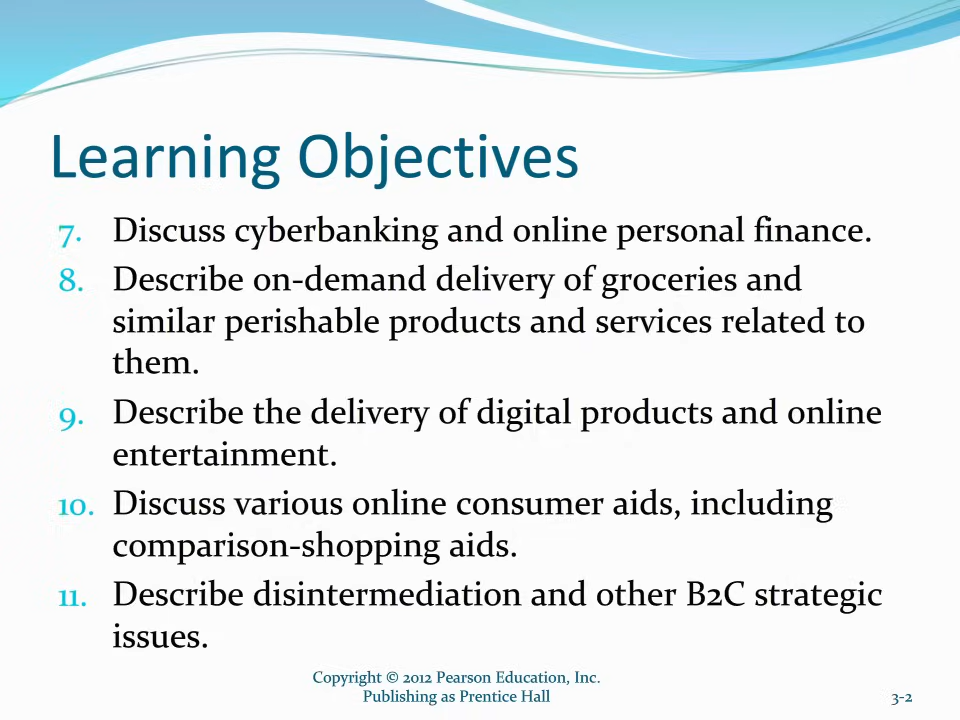 Learning Objectives
7. Discuss cyberbanking and online personal finance.
8. Describe on-demand delivery of groceries and
similar perishable products and services related to
them.
9. Describe the delivery of digital products and online
entertainment.
10. Discuss various online consumer aids, including
comparison-shopping aids.
11. Describe disintermediation and other B2C strategic
issues.
Copyright © 2012 Pearson Education, Inc.
Publishing as Prentice Hall
3-2